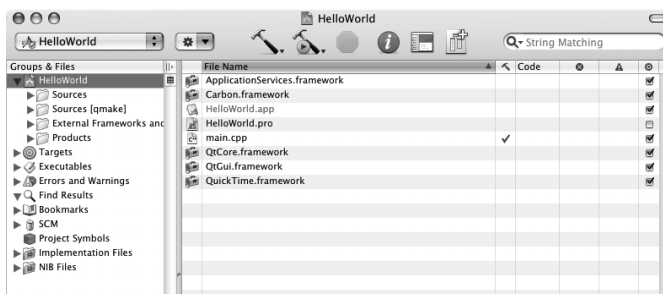 HelloWorld
HelloWorld
String Matching
Groups & Files
File Name
Code
HelloWorld
Sources
Sources [qmake]
External Frameworks and
Products
Targets
Executables
Errors and Warnings
Find Results
Bookmarks
SCM
Project Symbols
Implementation Files
NIB Files
ApplicationServices.framework
Carbon.framework
HelloWorld.app
HelloWorld.pro
main.cpp
QtCore.framework
QtGui.framework
QuickTime.framework